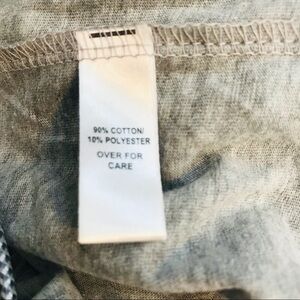 90% COTTON/
10% POLYESTER
OVER FOR
CARE